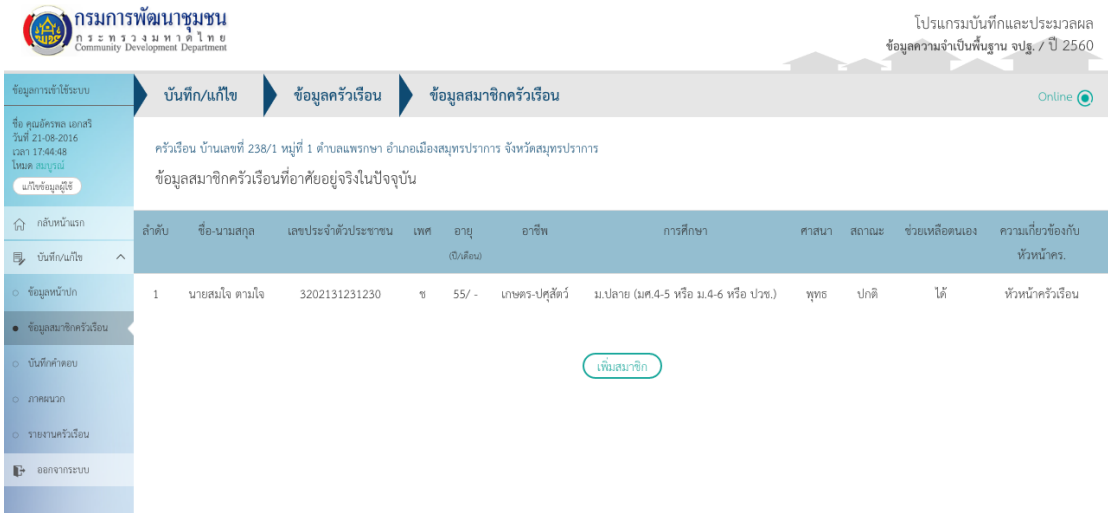 กรมการพัฒนาชุมชน
กระทรวงมหาดไทย
Community Development Department
โปรแกรมบันทึกและประมวลผล
ข้อมูลความจำเป็นพื้นฐาน จปฐ. / ปี 2560
ข้อมูลการเข้าใช้ระบบ
บันทึก/แก้ไข ข้อมูลครัวเรือน ข้อมูลสมาชิกครัวเรือน Online
ชื่อ คุณอัครพล เอกสริ
วันที่ 21-08-2016
เวลา 17:44:48
โหมด สมบูรณ์
แก้ไขข้อมูลผู้ใช้
ครัวเรือน บ้านเลขที่ 238/1 หมู่ที่ 1 ตำบลแพรกษา อำเภอเมืองสมุทรปราการ จังหวัดสมุทรปราการ
ข้อมูลสมาชิกครัวเรือนที่อาศัยอยู่จริงในปัจจุบัน
กลับหน้าแรก
บันทึก/แก้ไข
ข้อมูลหน้าปก
ข้อมูลสมาชิกครัวเรือน
บันทึกคำตอบ
ภาคผนวก
รายงานครัวเรือน
ออกจากระบบ
ลำดับ ชื่อ-นามสกุล เลขประจำตัวประชาชน เพศ อายุ อาชีพ การศึกษา ศาสนา สถาณะ ช่วยเหลือตนเอง ความเกี่ยวข้องกับ
(ปี/เดือน) หัวหน้าคร.
1 นายสมใจ ตามใจ 3202131231230 ช 55/ - เกษตร-ปศุสัตว์ ม.ปลาย (มศ.4-5 หรือ ม.4-6 หรือ ปวช.) พุทธ ปกติ ได้ หัวหน้าครัวเรือน
เพิ่มสมาชิก